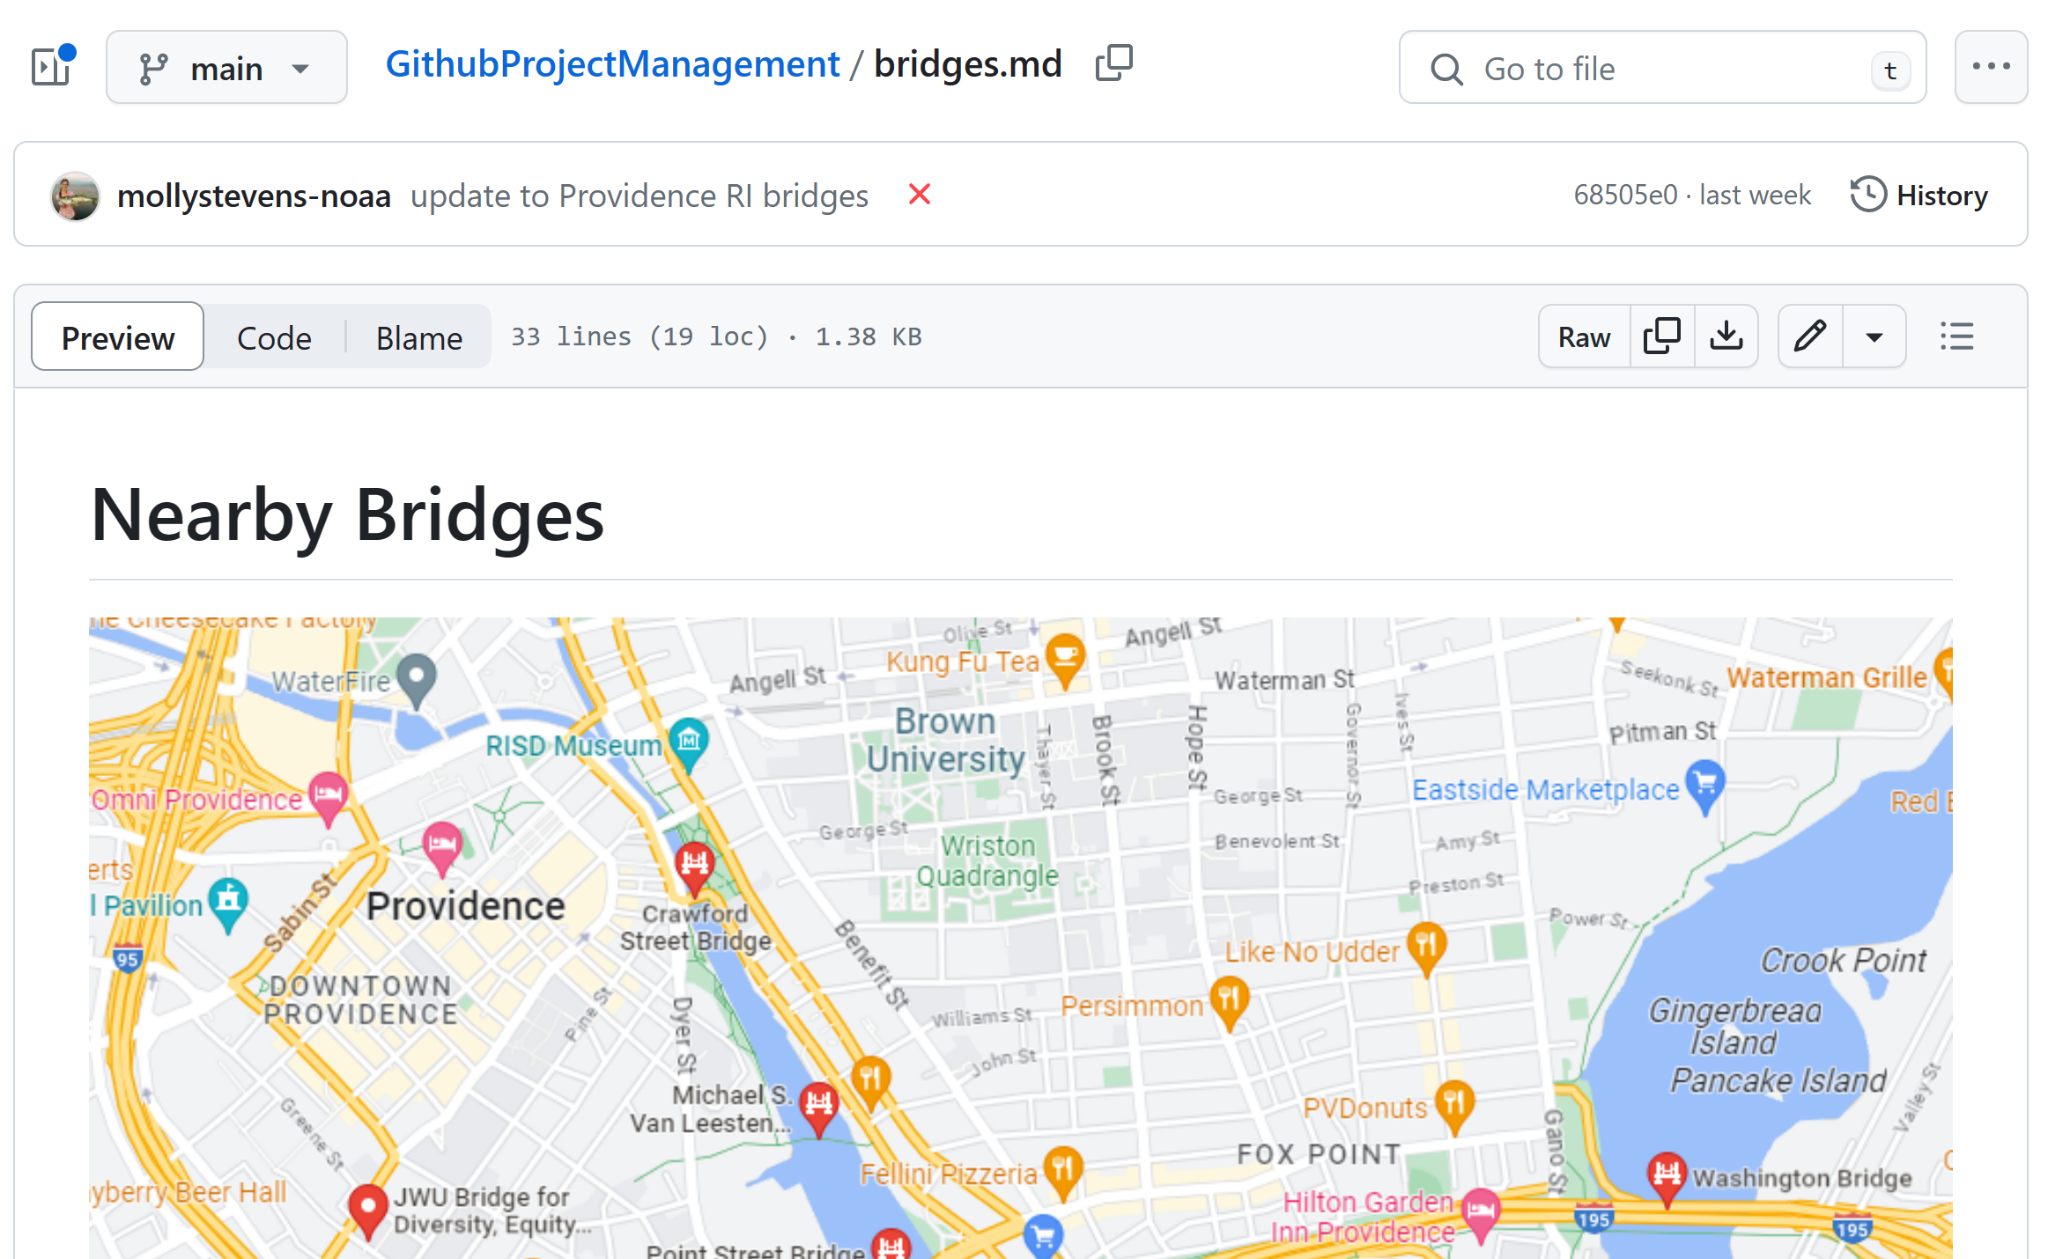 main
GithubProjectManagement / bridges.md
Go to file
t
mollystevens-noaa update to Providence RI bridges
68505e0 · last week
History
Preview
Code
Blame
33 lines (19 loc) · 1.38 KB
Raw
Nearby Bridges
Cheesecake Factory
Olive St
Angell St
Kung Fu Tea
WaterFire
Angell St
Waterman St
Seekonk St
Waterman Grille
Brown
University
Thayer St
Brook St
Hope St
Governor St
Ives St
Pitman St
RISD Museum
Omni Providence
George St
Eastside Marketplace
Red
George St
Wriston
Quadrangle
Benevolent St
Amy St
Preston St
Sabin St
Providence
Crawford
Street Bridge
Pavilion
95
Benefit St
Power St
Like No Udder
Crook Point
DOWNTOWN
PROVIDENCE
Pine St
Dyer St
Williams St
Persimmon
Gingerbread
Island
Pancake Island
John St
Michael S.
Van Leesten...
PVDonuts
Valley St
Greene St
FOX POINT
Gano St
Fellini Pizzeria
Washington Bridge
Beer Hall
JWU Bridge for
Diversity, Equity...
Hilton Garden
Inn Providence
195
195
Point Street Bridge